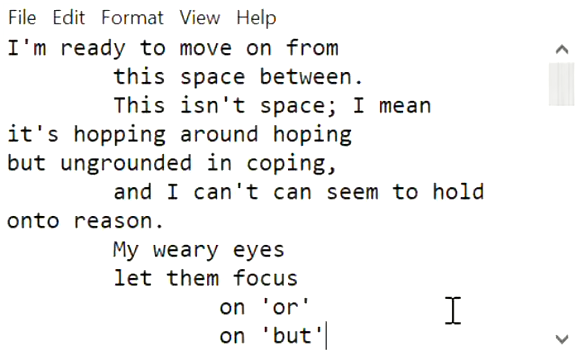 File Edit Format View Help
I'm ready to move on from
this space between.
This isn't space; I mean
it's hopping around hoping
but ungrounded in coping,
and I can't can seem to hold
onto reason.
My weary eyes
let them focus
on 'or'
on 'but'